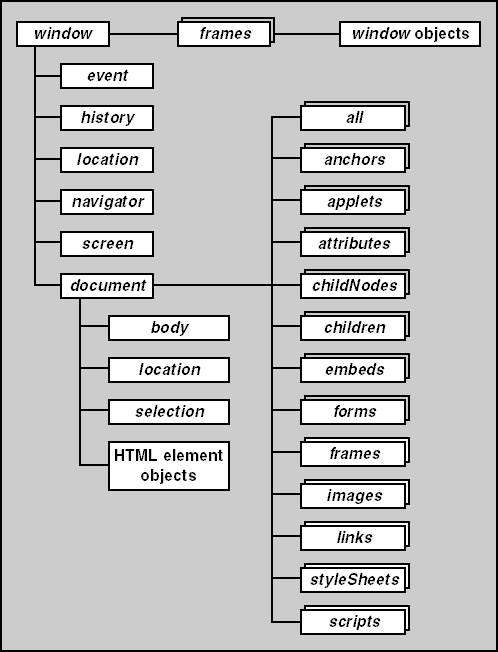 window
frames
window objects
event
history
location
navigator
screen
document
body
location
selection
HTML element
objects
all
anchors
applets
attributes
childNodes
children
embeds
forms
frames
images
links
styleSheets
scripts